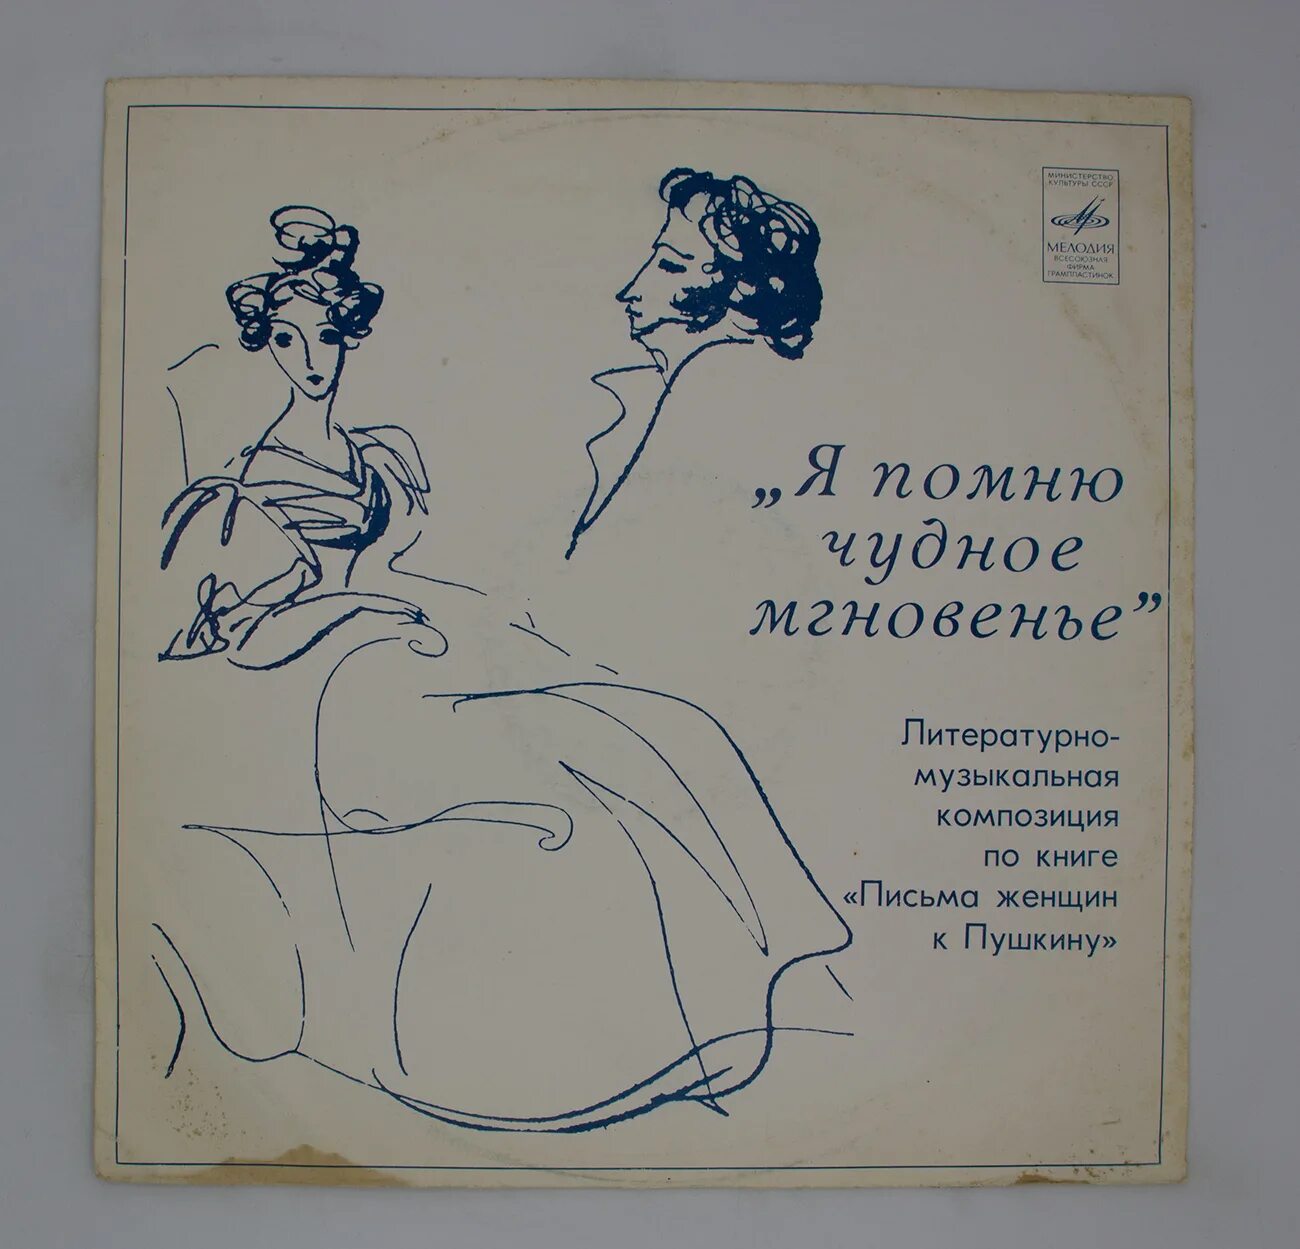 МИНИСТЕРСТВО
КУЛЬТУРЫ СССР
МЕЛОДИЯ
ВСЕСОЮЗНАЯ
ФИРМА
ГРАМПЛАСТИНОК
„Я помню
чудное
мгновенье”
Литературно-
музыкальная
композиция
по книге
«Письма женщин
к Пушкину»